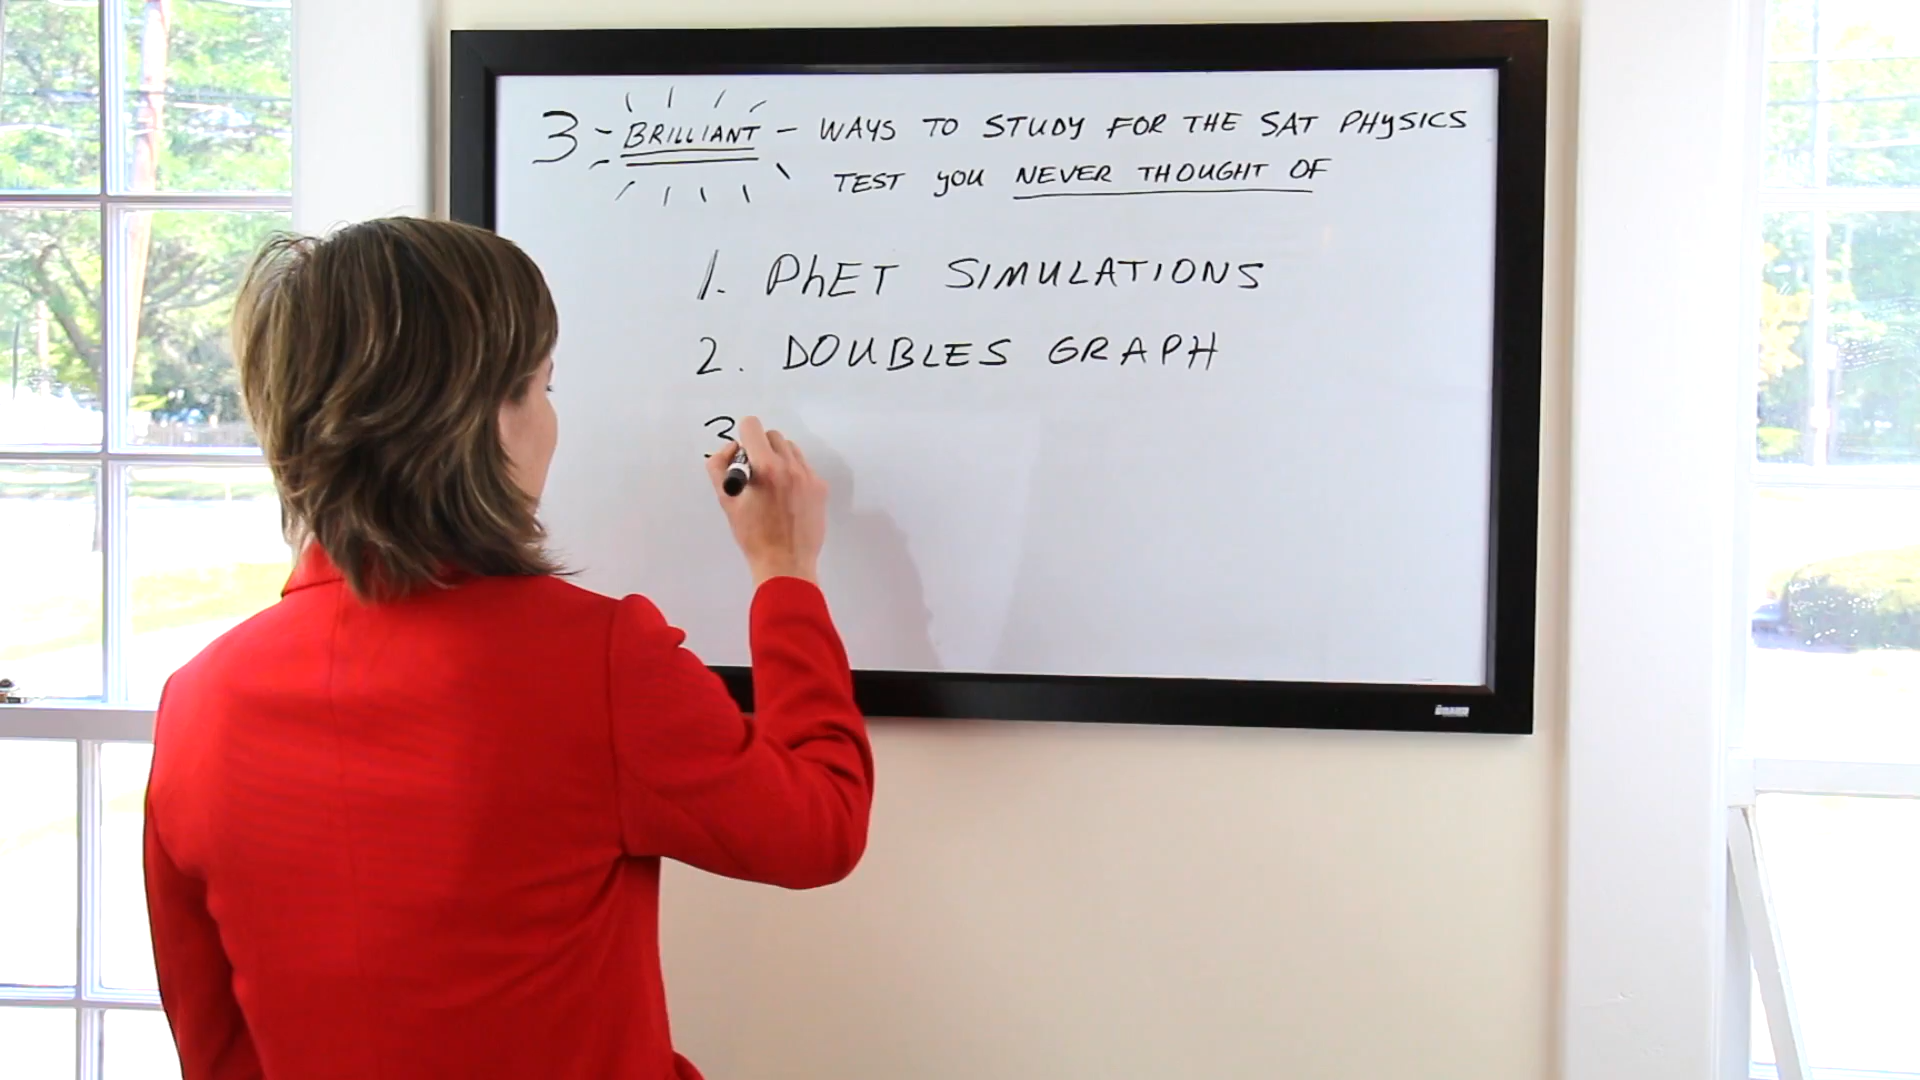 3 - BRILLIANT - WAYS TO STUDY FOR THE SAT PHYSICS
TEST YOU NEVER THOUGHT OF
1. PhET SIMULATIONS
2. DOUBLES GRAPH
3